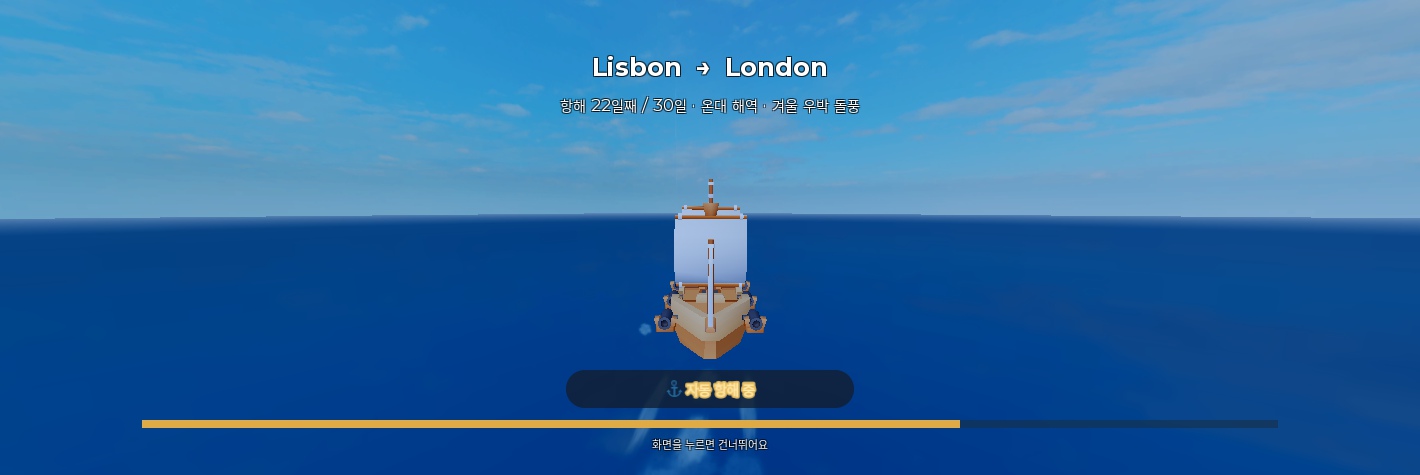 Lisbon → London
항해 22일째 / 30일 · 온대 해역 · 겨울 우박 돌풍
⚓ 자동 항해 중
화면을 누르면 건너뛰어요